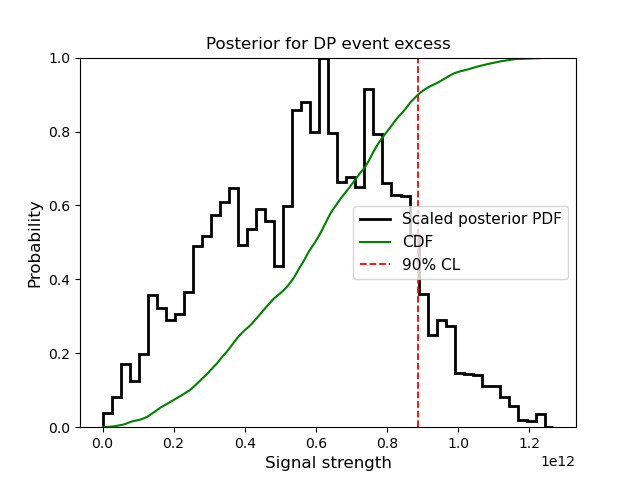 Posterior for DP event excess
Probability
1.0
0.8
0.6
0.4
0.2
0.0
Scaled posterior PDF
CDF
90% CL
0.0 0.2 0.4 0.6 0.8 1.0 1.2
1e12
Signal strength